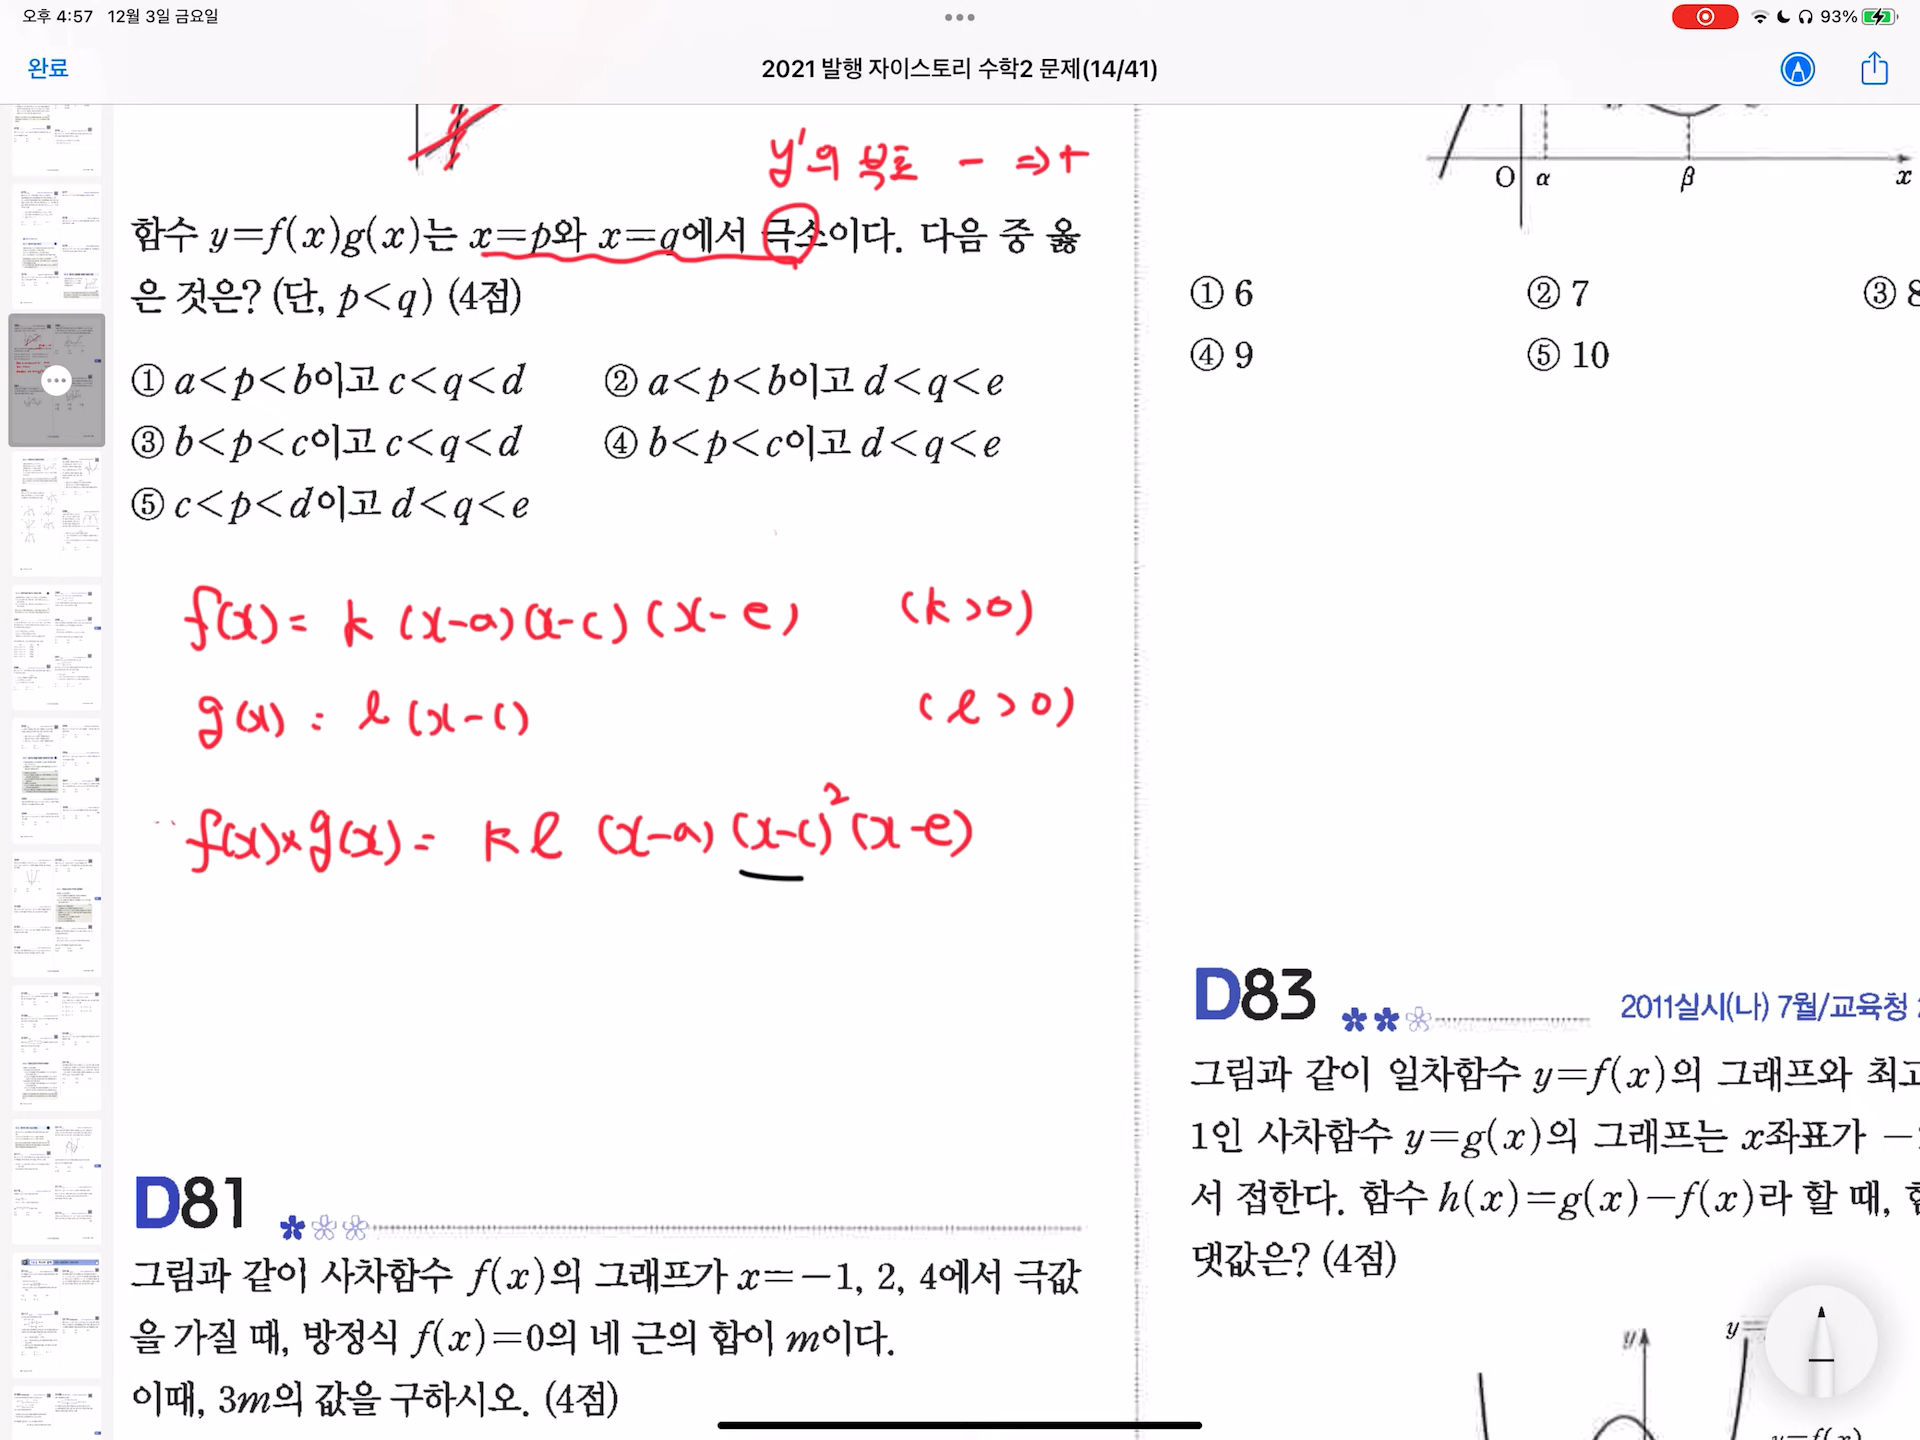 오후 4:57 12월 3일 금요일
93%
완료
2021 발행 자이스토리 수학2 문제(14/41)
y'의 부호 - ⇒ +
함수 y=f(x)g(x)는 x=p와 x=q에서 극소이다. 다음 중 옳
은 것은? (단, p<q) (4점)
① a<p<b이고 c<q<d ② a<p<b이고 d<q<e
③ b<p<c이고 c<q<d ④ b<p<c이고 d<q<e
⑤ c<p<d이고 d<q<e
f(x)= k (x-a)(x-c)(x-e) (k>0)
g(x) = l (x-c) (l>0)
f(x)×g(x)= kl (x-a)(x-c)²(x-e)
D81
그림과 같이 사차함수 f(x)의 그래프가 x=-1, 2, 4에서 극값
을 가질 때, 방정식 f(x)=0의 네 근의 합이 m이다.
이때, 3m의 값을 구하시오. (4점)
O α β x
① 6 ② 7 ③ 8
④ 9 ⑤ 10
D83
2011실시(나) 7월/교육청
그림과 같이 일차함수 y=f(x)의 그래프와 최고
1인 사차함수 y=g(x)의 그래프는 x좌표가 -
서 접한다. 함수 h(x)=g(x)-f(x)라 할 때, 함
댓값은? (4점)
y y=
y=f(x)